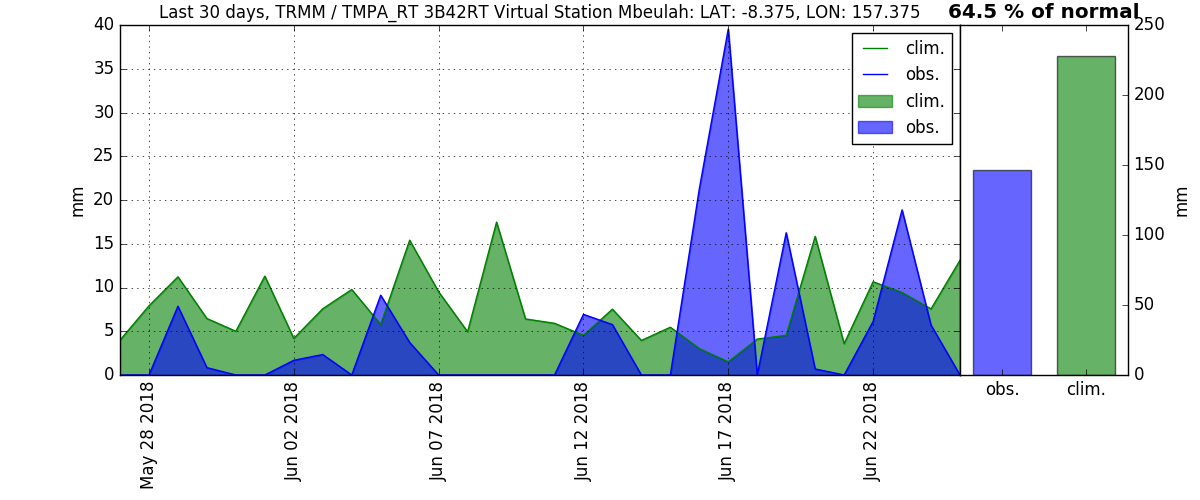 Last 30 days, TRMM / TMPA_RT 3B42RT Virtual Station Mbeulah: LAT: -8.375, LON: 157.375
64.5 % of normal
40
35
30
25
20
15
10
5
0
mm
clim.
obs.
clim.
obs.
May 28 2018
Jun 02 2018
Jun 07 2018
Jun 12 2018
Jun 17 2018
Jun 22 2018
250
200
150
100
50
0
mm
obs.
clim.